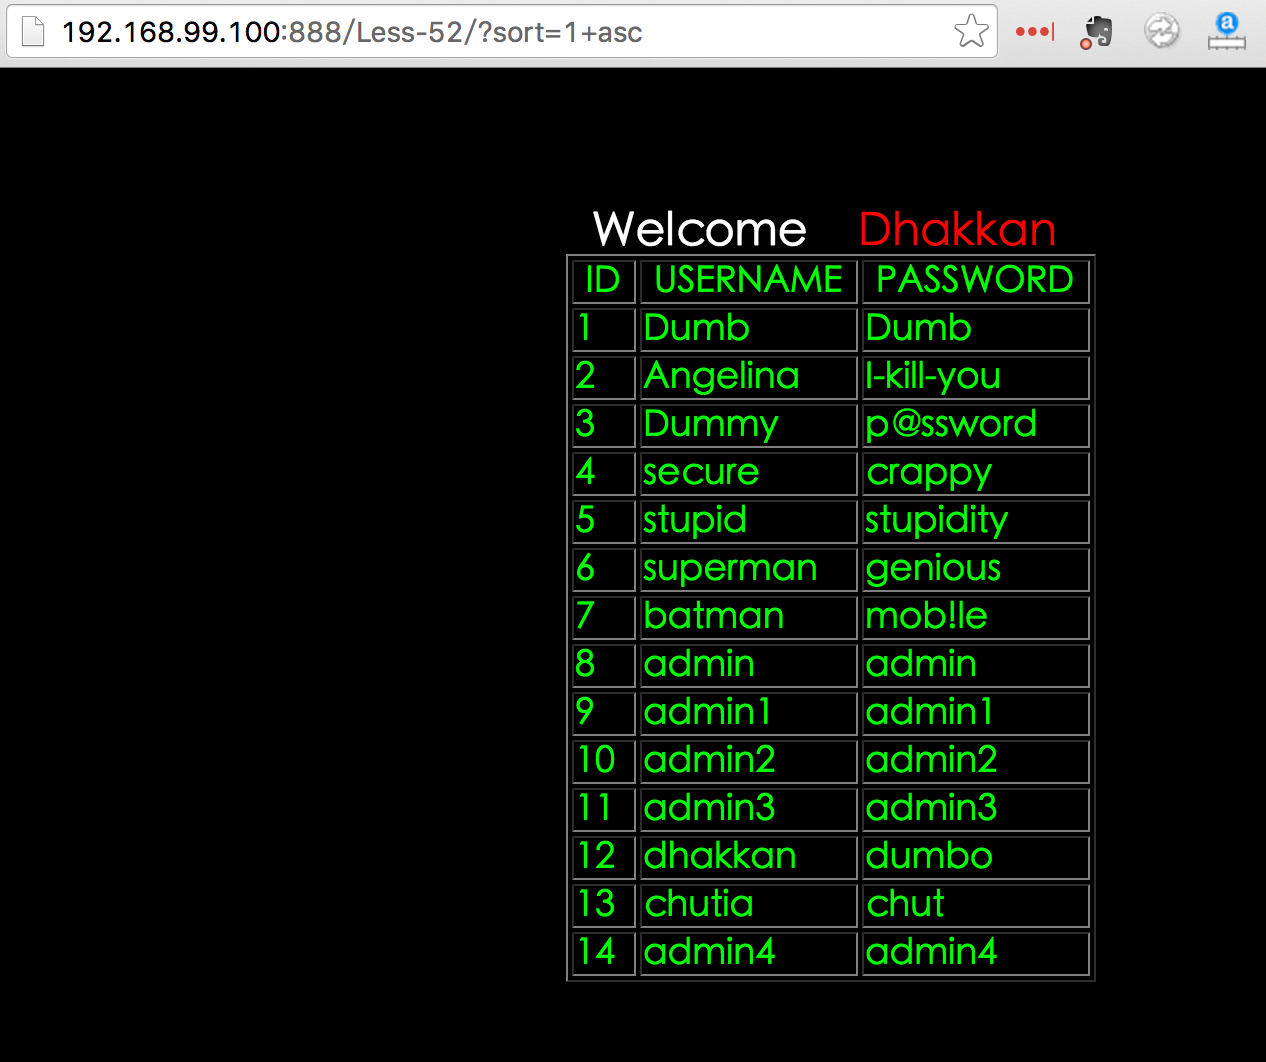 192.168.99.100:888/Less-52/?sort=1+asc
Welcome Dhakkan
ID USERNAME PASSWORD
1 Dumb Dumb
2 Angelina I-kill-you
3 Dummy p@ssword
4 secure crappy
5 stupid stupidity
6 superman genious
7 batman mob!le
8 admin admin
9 admin1 admin1
10 admin2 admin2
11 admin3 admin3
12 dhakkan dumbo
13 chutia chut
14 admin4 admin4